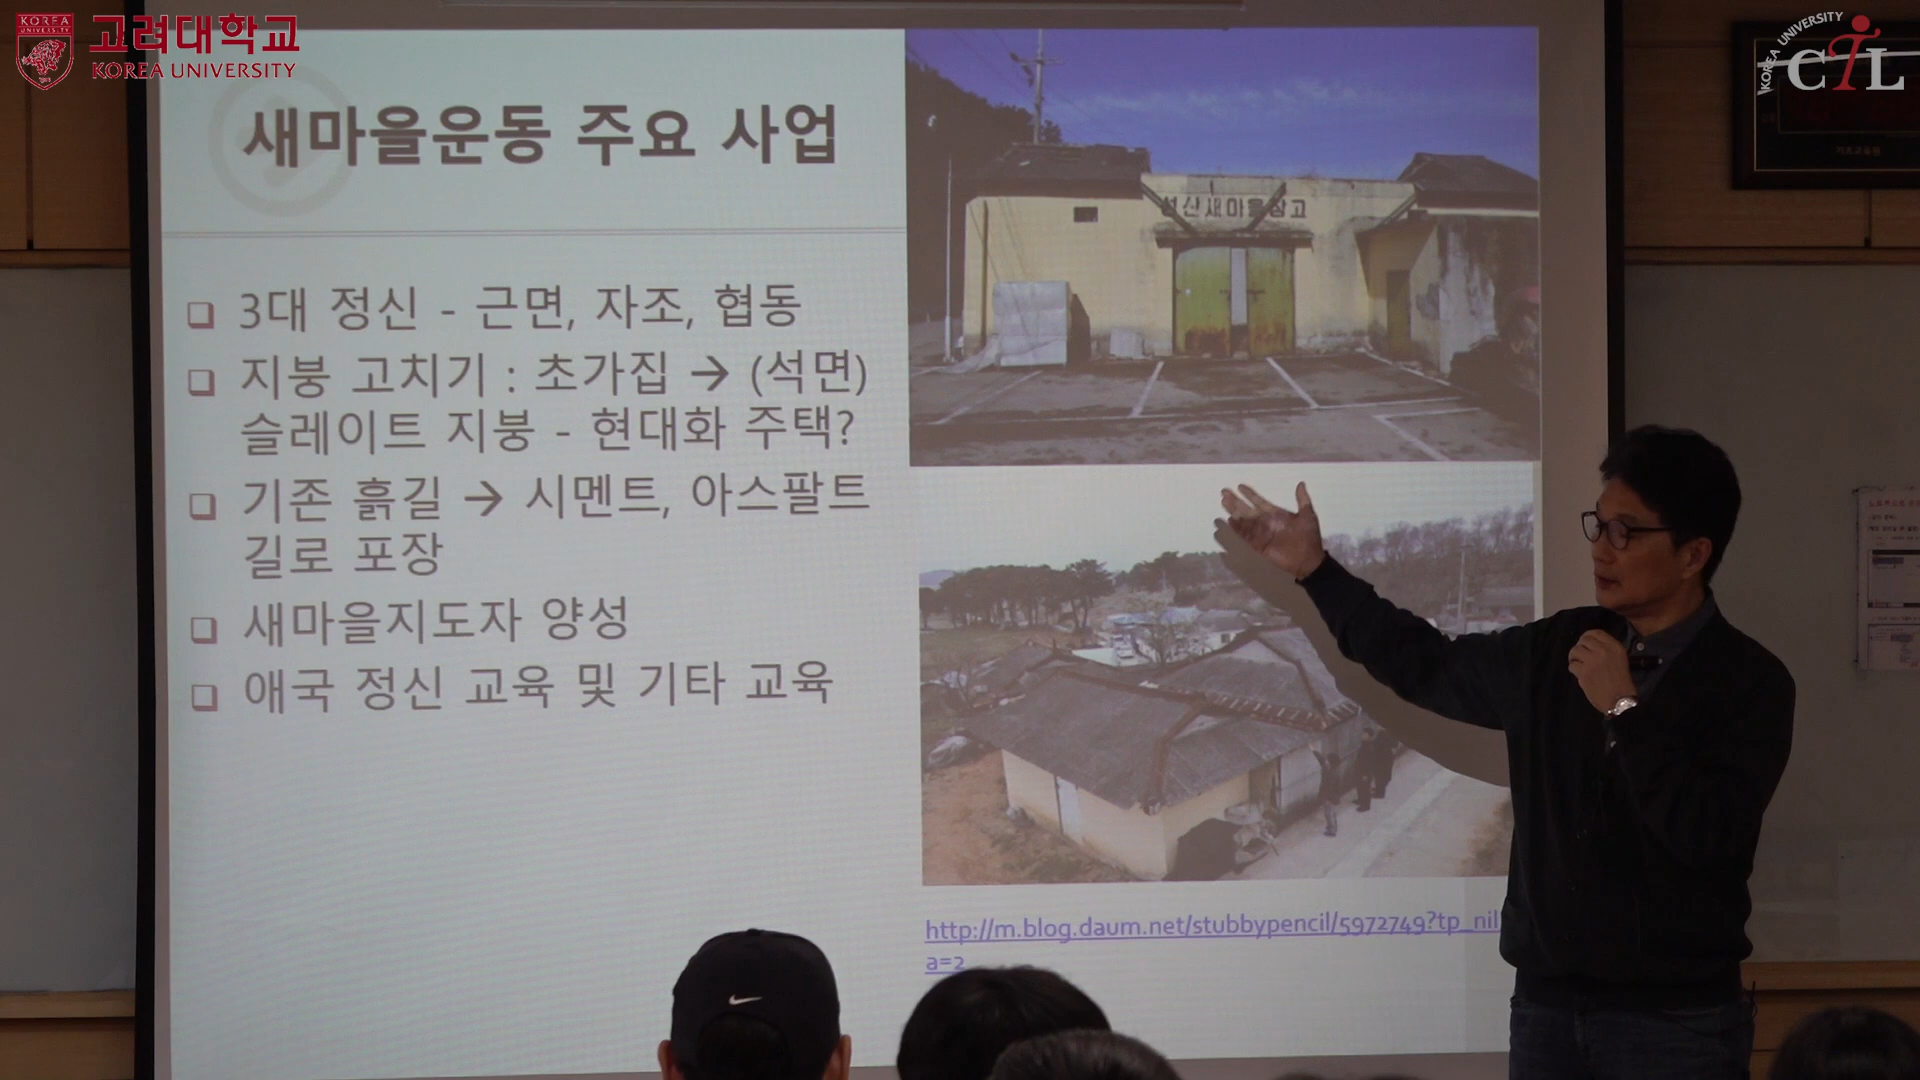 KOREA
UNIVERSITY
고려대학교
KOREA UNIVERSITY
KOREA UNIVERSITY
CiL
새마을운동 주요 사업
3대 정신 - 근면, 자조, 협동
지붕 고치기 : 초가집 → (석면)
슬레이트 지붕 - 현대화 주택?
기존 흙길 → 시멘트, 아스팔트
길로 포장
새마을지도자 양성
애국 정신 교육 및 기타 교육
산새마을창고
http://m.blog.daum.net/stubbypencil/5972749?tp_nil
a=2